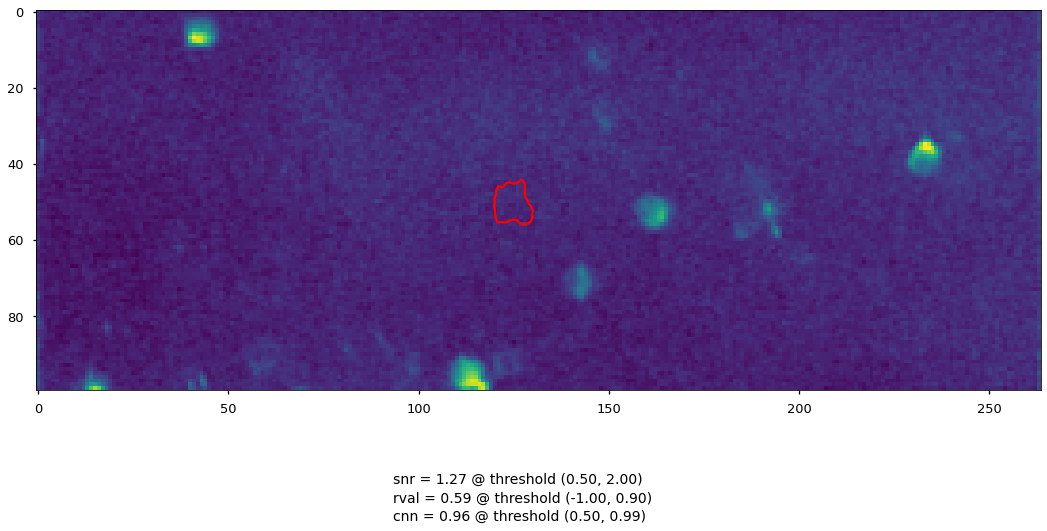 0
20
40
60
80
0 50 100 150 200 250
snr = 1.27 @ threshold (0.50, 2.00)
rval = 0.59 @ threshold (-1.00, 0.90)
cnn = 0.96 @ threshold (0.50, 0.99)